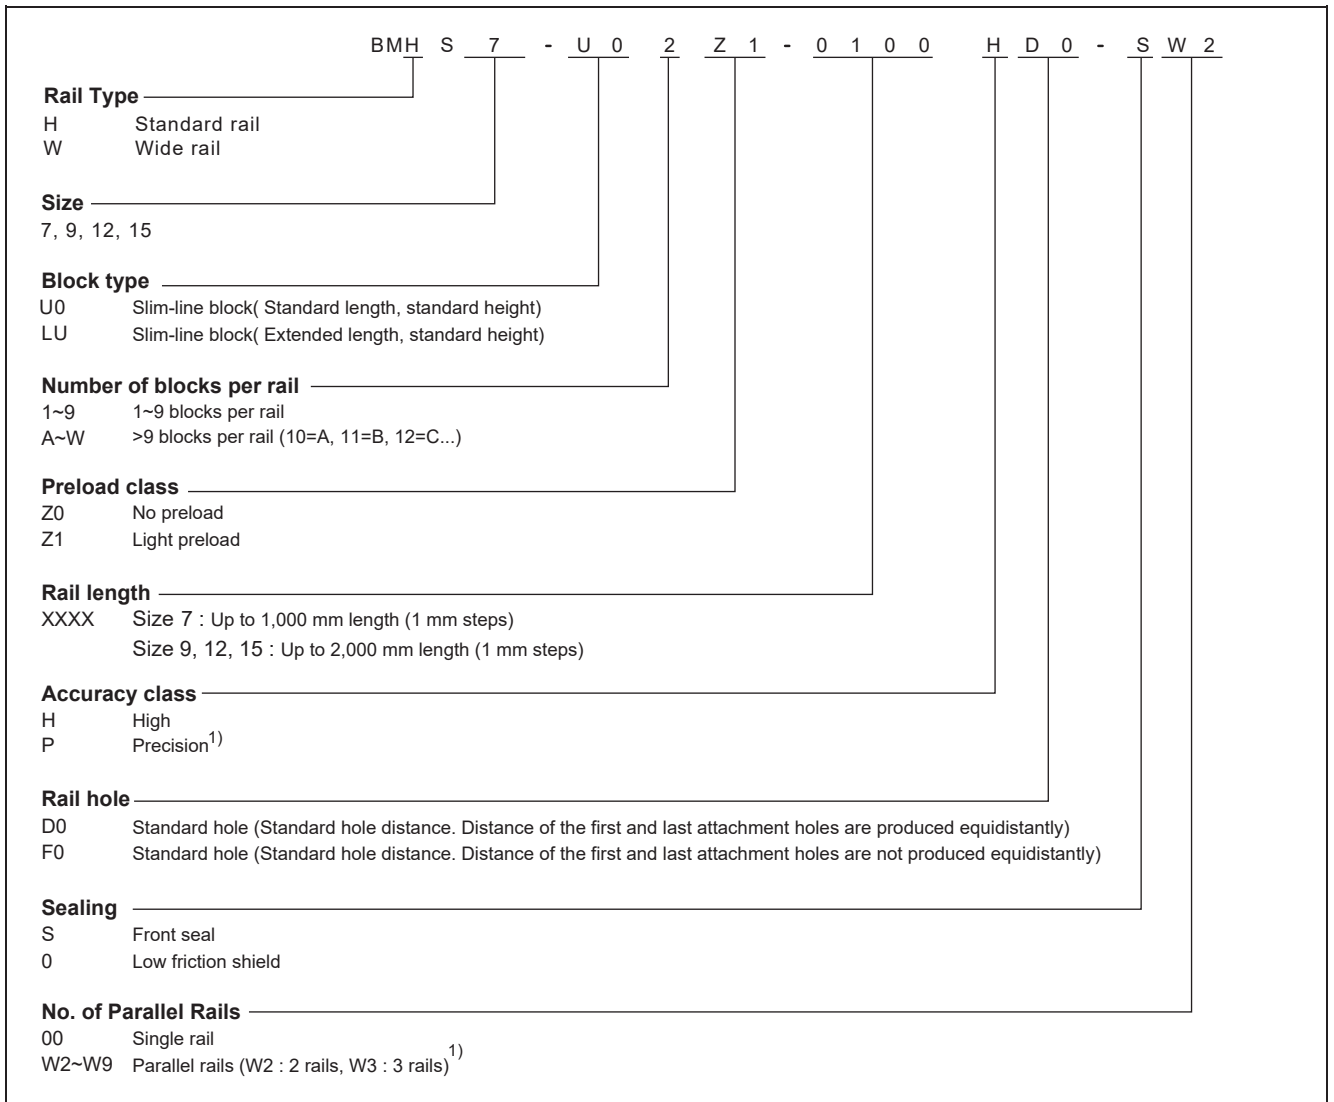 BMH S 7 - U 0 2 Z 1 - 0 1 0 0 H D 0 - S W 2
Rail Type
H Standard rail
W Wide rail
Size
7, 9, 12, 15
Block type
U0 Slim-line block( Standard length, standard height)
LU Slim-line block( Extended length, standard height)
Number of blocks per rail
1~9 1~9 blocks per rail
A~W >9 blocks per rail (10=A, 11=B, 12=C...)
Preload class
Z0 No preload
Z1 Light preload
Rail length
XXXX Size 7 : Up to 1,000 mm length (1 mm steps)
Size 9, 12, 15 : Up to 2,000 mm length (1 mm steps)
Accuracy class
H High
P Precision1)
Rail hole
D0 Standard hole (Standard hole distance. Distance of the first and last attachment holes are produced equidistantly)
F0 Standard hole (Standard hole distance. Distance of the first and last attachment holes are not produced equidistantly)
Sealing
S Front seal
0 Low friction shield
No. of Parallel Rails
00 Single rail
W2~W9 Parallel rails (W2 : 2 rails, W3 : 3 rails)1)